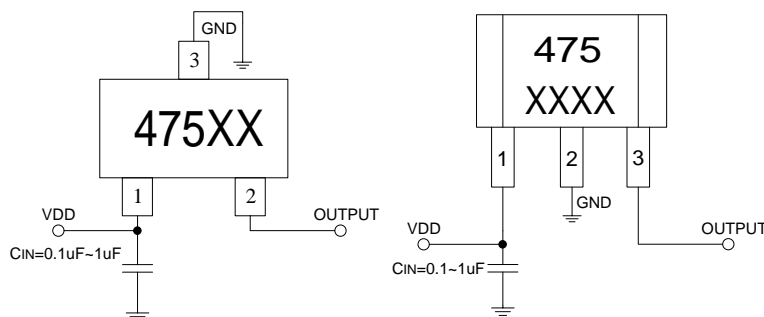 GND
3
475XX
1
2
VDD
OUTPUT
CIN=0.1uF~1uF
475
XXXX
1
2
3
GND
VDD
OUTPUT
CIN=0.1~1uF